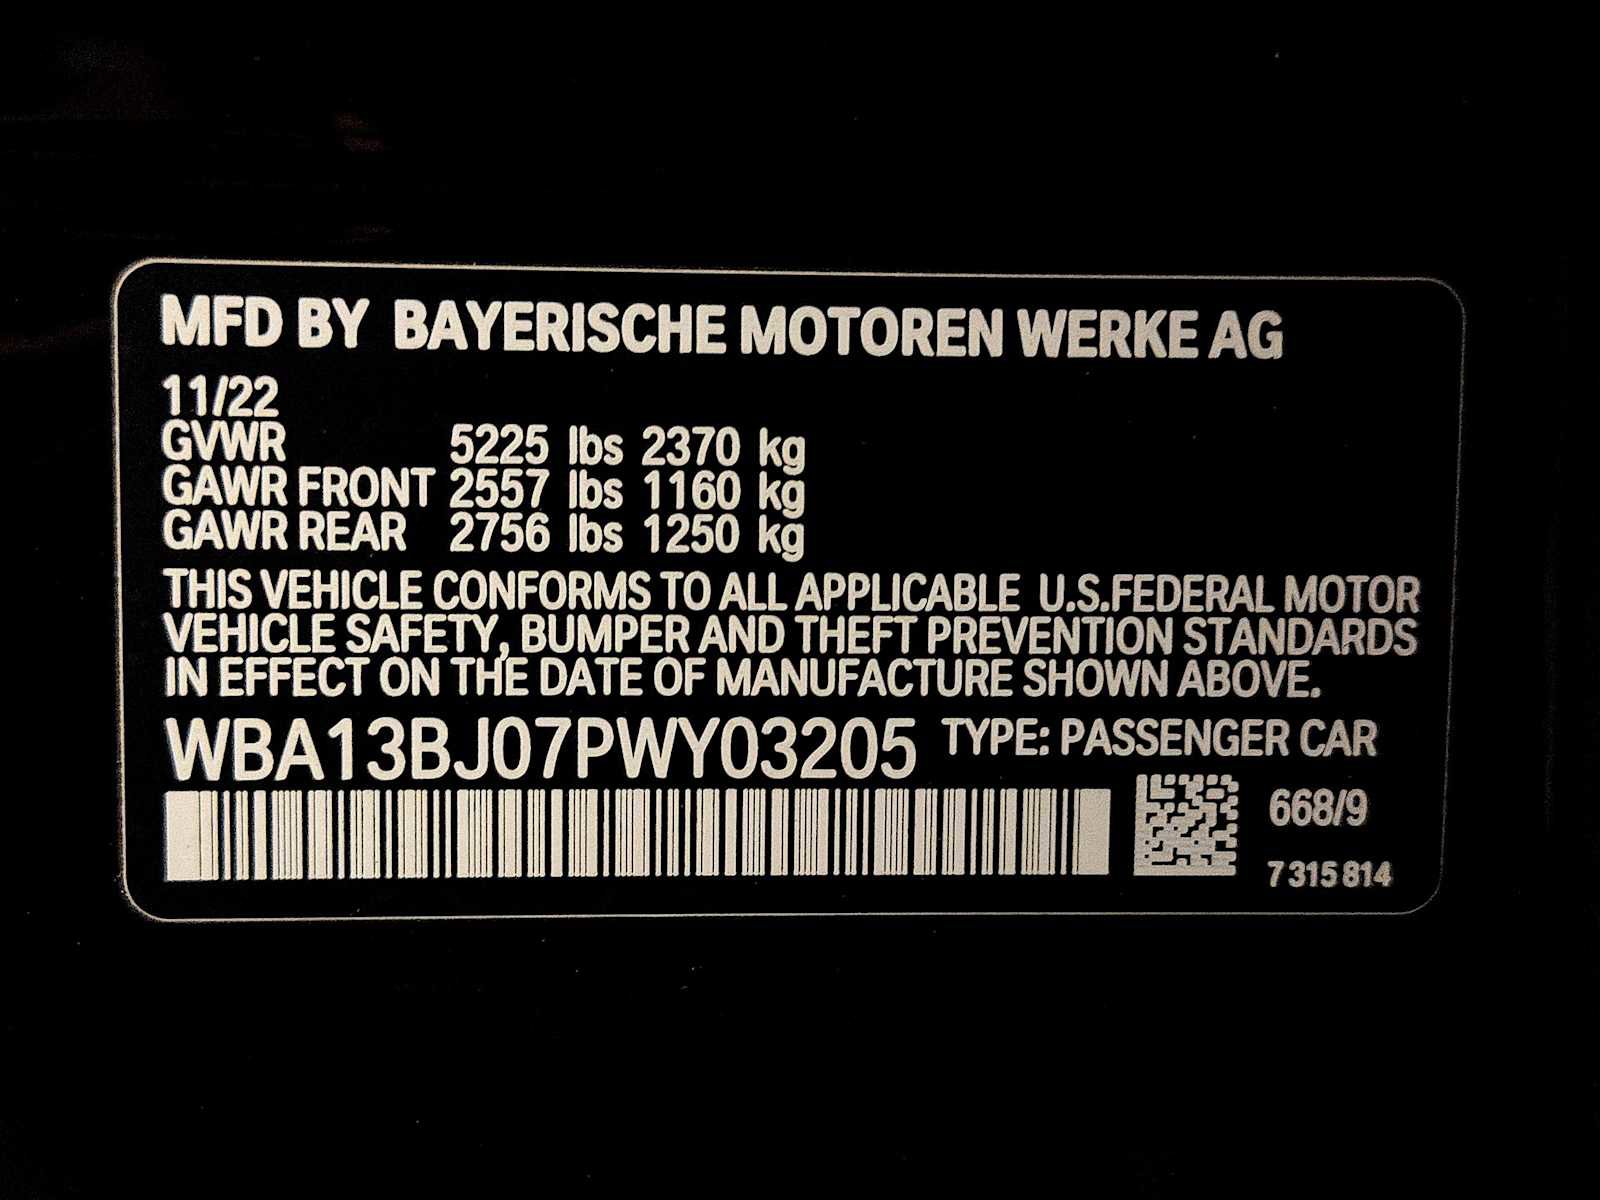 MFD BY BAYERISCHE MOTOREN WERKE AG
11/22
GVWR 5225 lbs 2370 kg
GAWR FRONT 2557 lbs 1160 kg
GAWR REAR 2756 lbs 1250 kg
THIS VEHICLE CONFORMS TO ALL APPLICABLE U.S.FEDERAL MOTOR
VEHICLE SAFETY, BUMPER AND THEFT PREVENTION STANDARDS
IN EFFECT ON THE DATE OF MANUFACTURE SHOWN ABOVE.
WBA13BJ07PWY03205 TYPE: PASSENGER CAR
668/9
7 315 814